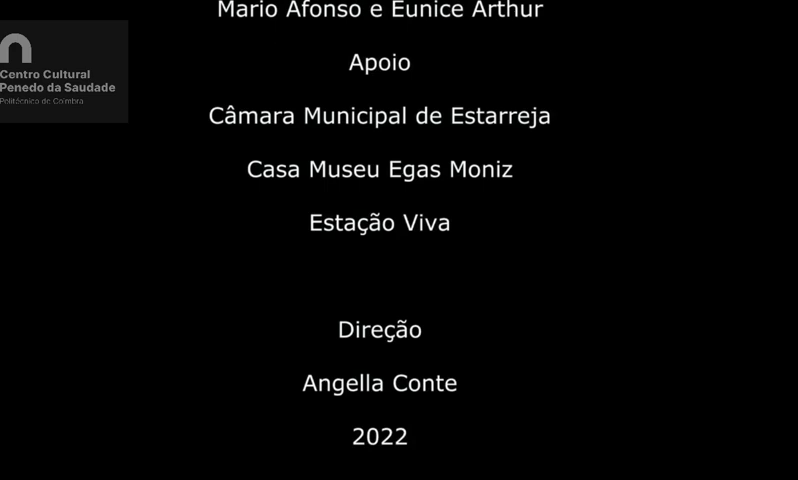 Mario Afonso e Eunice Arthur
Centro Cultural
Penedo da Saudade
Politécnico de Coimbra
Apoio
Câmara Municipal de Estarreja
Casa Museu Egas Moniz
Estação Viva
Direção
Angella Conte
2022